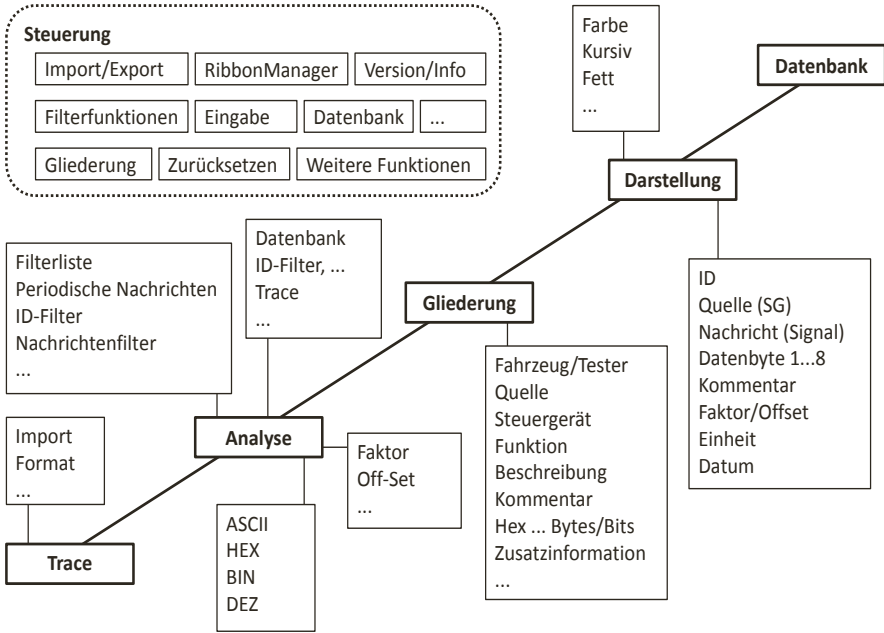 Steuerung
Import/Export
RibbonManager
Version/Info
Filterfunktionen
Eingabe
Datenbank
...
Gliederung
Zurücksetzen
Weitere Funktionen
Farbe
Kursiv
Fett
...
Datenbank
Darstellung
ID
Quelle (SG)
Nachricht (Signal)
Datenbyte 1...8
Kommentar
Faktor/Offset
Einheit
Datum
Datenbank
ID-Filter, ...
Trace
...
Gliederung
Fahrzeug/Tester
Quelle
Steuergerät
Funktion
Beschreibung
Kommentar
Hex ... Bytes/Bits
Zusatzinformation
...
Filterliste
Periodische Nachrichten
ID-Filter
Nachrichtenfilter
...
Analyse
Faktor
Off-Set
...
ASCII
HEX
BIN
DEZ
Import
Format
...
Trace